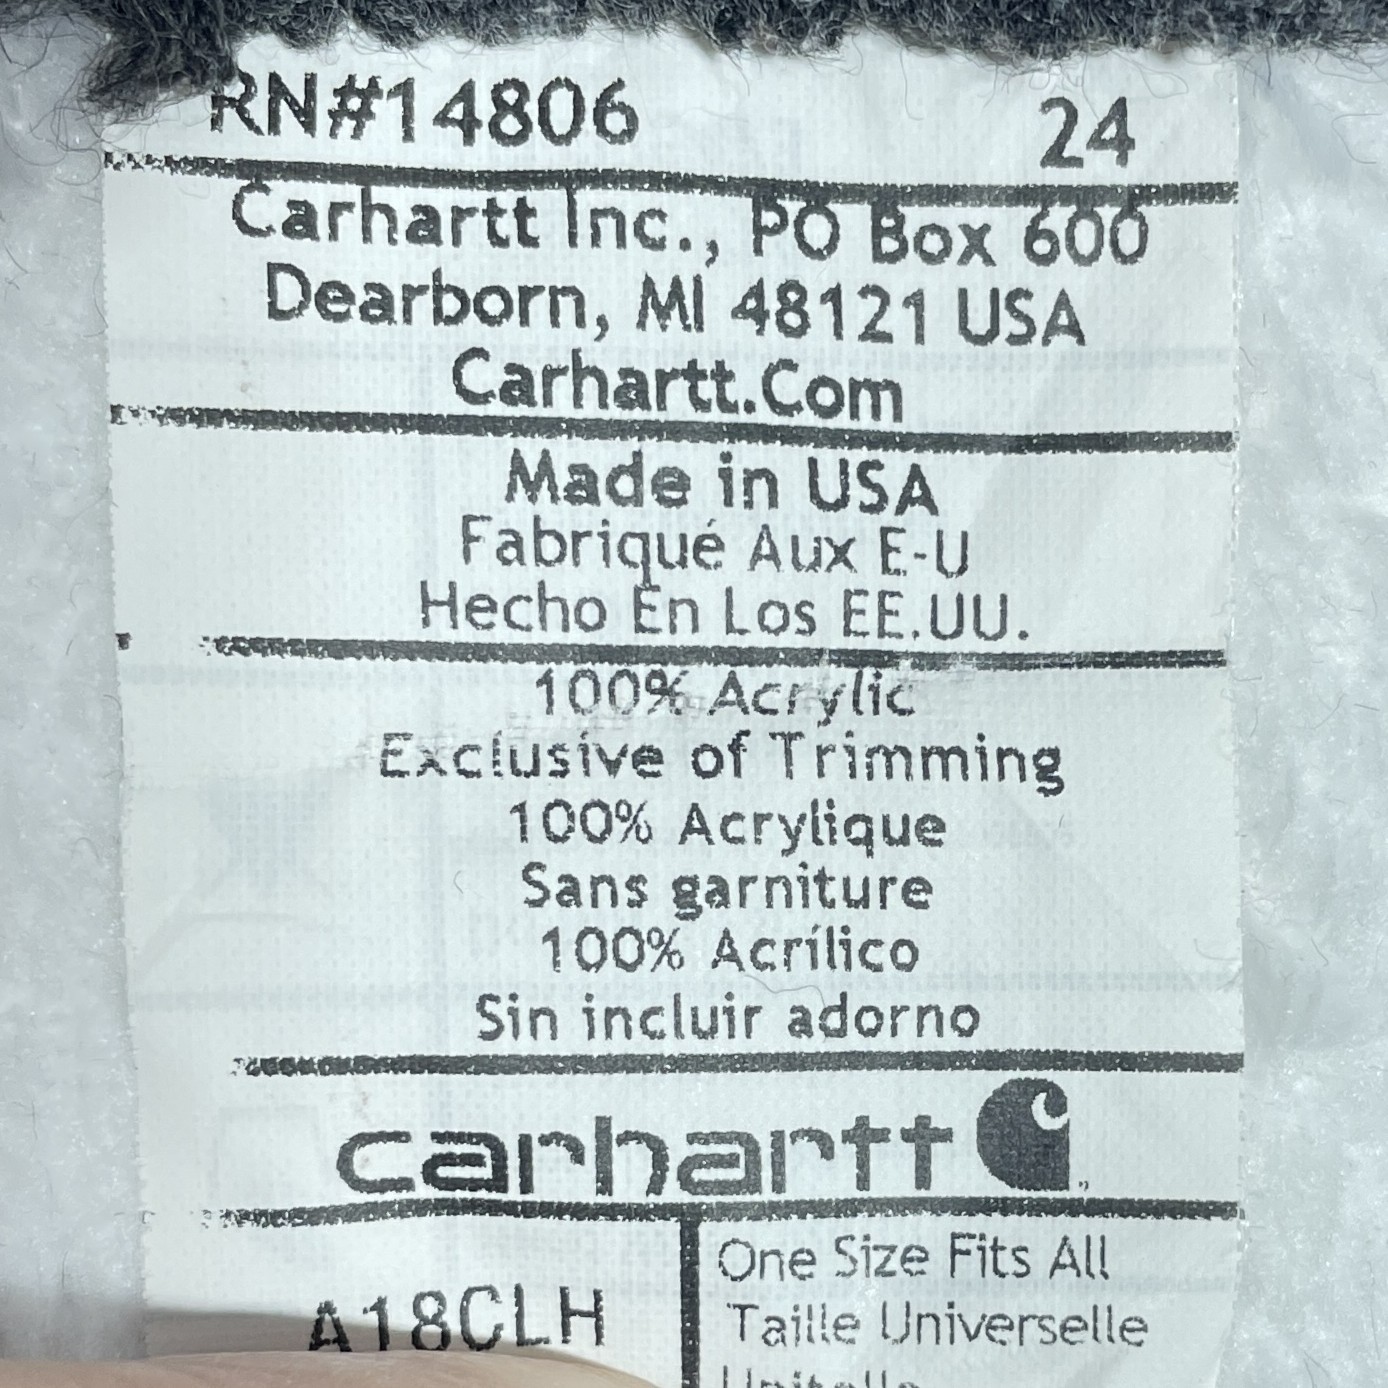 RN#14806 24
Carhartt Inc., PO Box 600
Dearborn, MI 48121 USA
Carhartt.Com
Made in USA
Fabriqué Aux E-U
Hecho En Los EE.UU.
100% Acrylic
Exclusive of Trimming
100% Acrylique
Sans garniture
100% Acrílico
Sin incluir adorno
carhartt
A18CLH
One Size Fits All
Taille Universelle